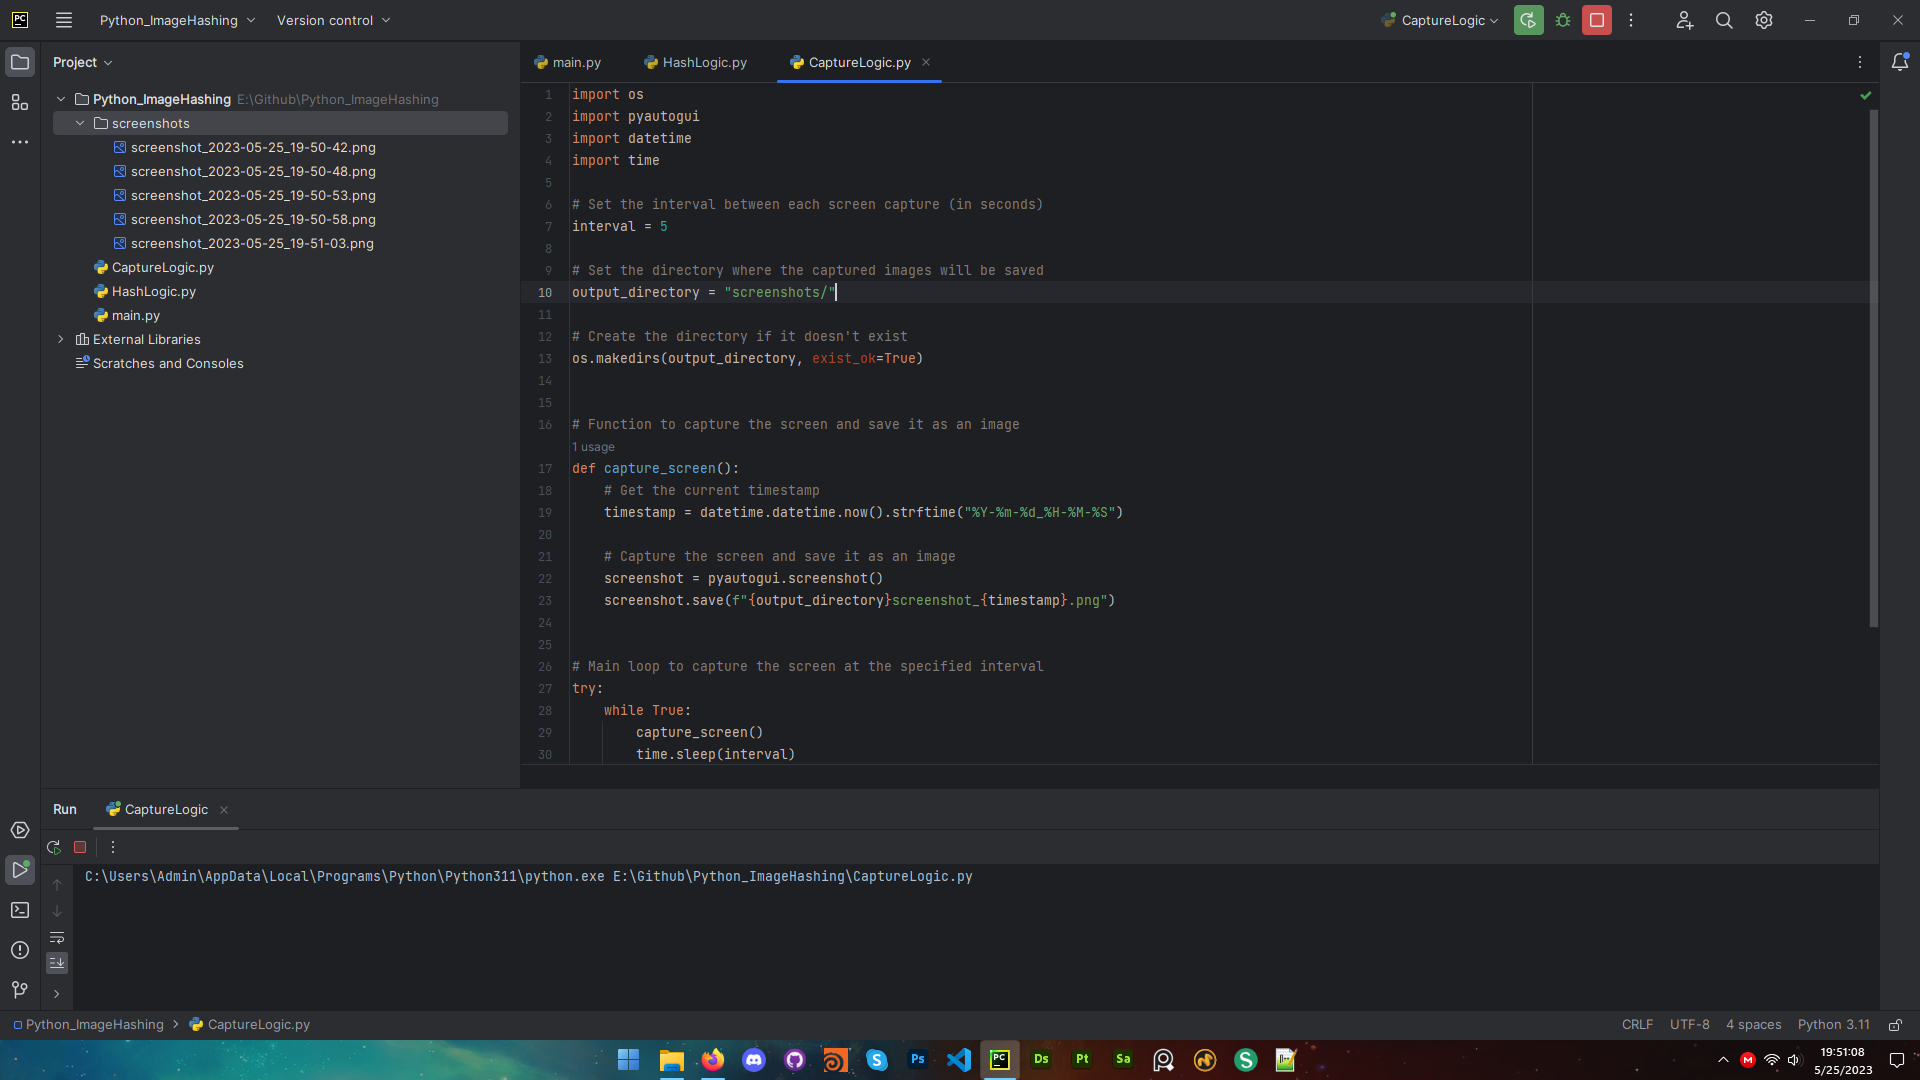 PC Python_ImageHashing Version control CaptureLogic
Project
Python_ImageHashing E:\Github\Python_ImageHashing
screenshots
screenshot_2023-05-25_19-50-42.png
screenshot_2023-05-25_19-50-48.png
screenshot_2023-05-25_19-50-53.png
screenshot_2023-05-25_19-50-58.png
screenshot_2023-05-25_19-51-03.png
CaptureLogic.py
HashLogic.py
main.py
External Libraries
Scratches and Consoles
main.py HashLogic.py CaptureLogic.py
1 import os
2 import pyautogui
3 import datetime
4 import time
5
6 # Set the interval between each screen capture (in seconds)
7 interval = 5
8
9 # Set the directory where the captured images will be saved
10 output_directory = "screenshots/"
11
12 # Create the directory if it doesn't exist
13 os.makedirs(output_directory, exist_ok=True)
14
15
16 # Function to capture the screen and save it as an image
1 usage
17 def capture_screen():
18 # Get the current timestamp
19 timestamp = datetime.datetime.now().strftime("%Y-%m-%d_%H-%M-%S")
20
21 # Capture the screen and save it as an image
22 screenshot = pyautogui.screenshot()
23 screenshot.save(f"{output_directory}screenshot_{timestamp}.png")
24
25
26 # Main loop to capture the screen at the specified interval
27 try:
28 while True:
29 capture_screen()
30 time.sleep(interval)
Run CaptureLogic
C:\Users\Admin\AppData\Local\Programs\Python\Python311\python.exe E:\Github\Python_ImageHashing\CaptureLogic.py
Python_ImageHashing CaptureLogic.py CRLF UTF-8 4 spaces Python 3.11
Ps PC Ds Pt Sa
19:51:08
5/25/2023